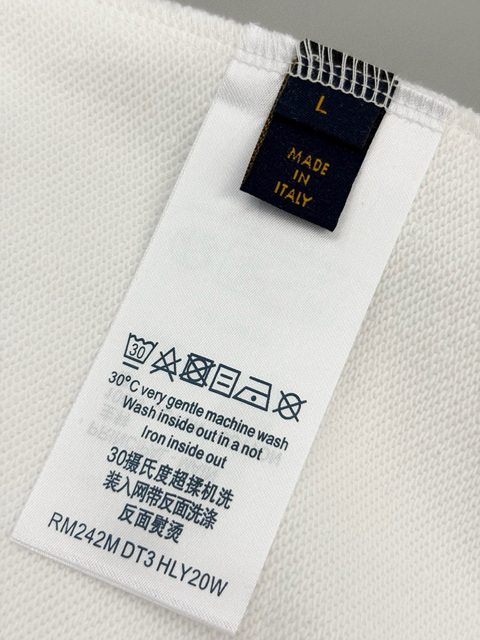 L
MADE
IN
ITALY
30
30°C very gentle machine wash
Wash inside out in a not
Iron inside out
30摄氏度超揉机洗
装入网带反面洗涤
反面熨烫
RM242M DT3 HLY20W